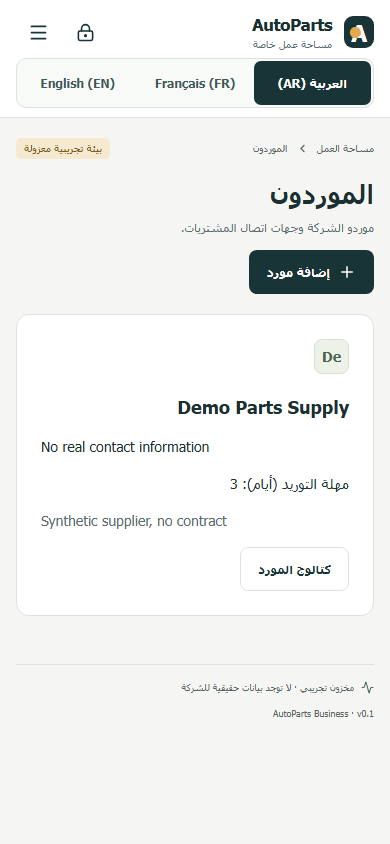 AutoParts
مساحة عمل خاصة
العربية (AR)
Français (FR)
English (EN)
مساحة العمل
الموردون
بيئة تجريبية معزولة
الموردون
موردو الشركة وجهات اتصال المشتريات.
إضافة مورد
De
Demo Parts Supply
No real contact information
مهلة التوريد (أيام): 3
Synthetic supplier, no contract
كتالوج المورد
مخزون تجريبي · لا توجد بيانات حقيقية للشركة
AutoParts Business · v0.1